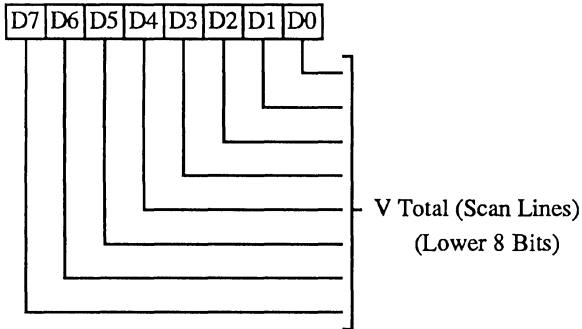 D7 D6 D5 D4 D3 D2 D1 D0
V Total (Scan Lines)
(Lower 8 Bits)